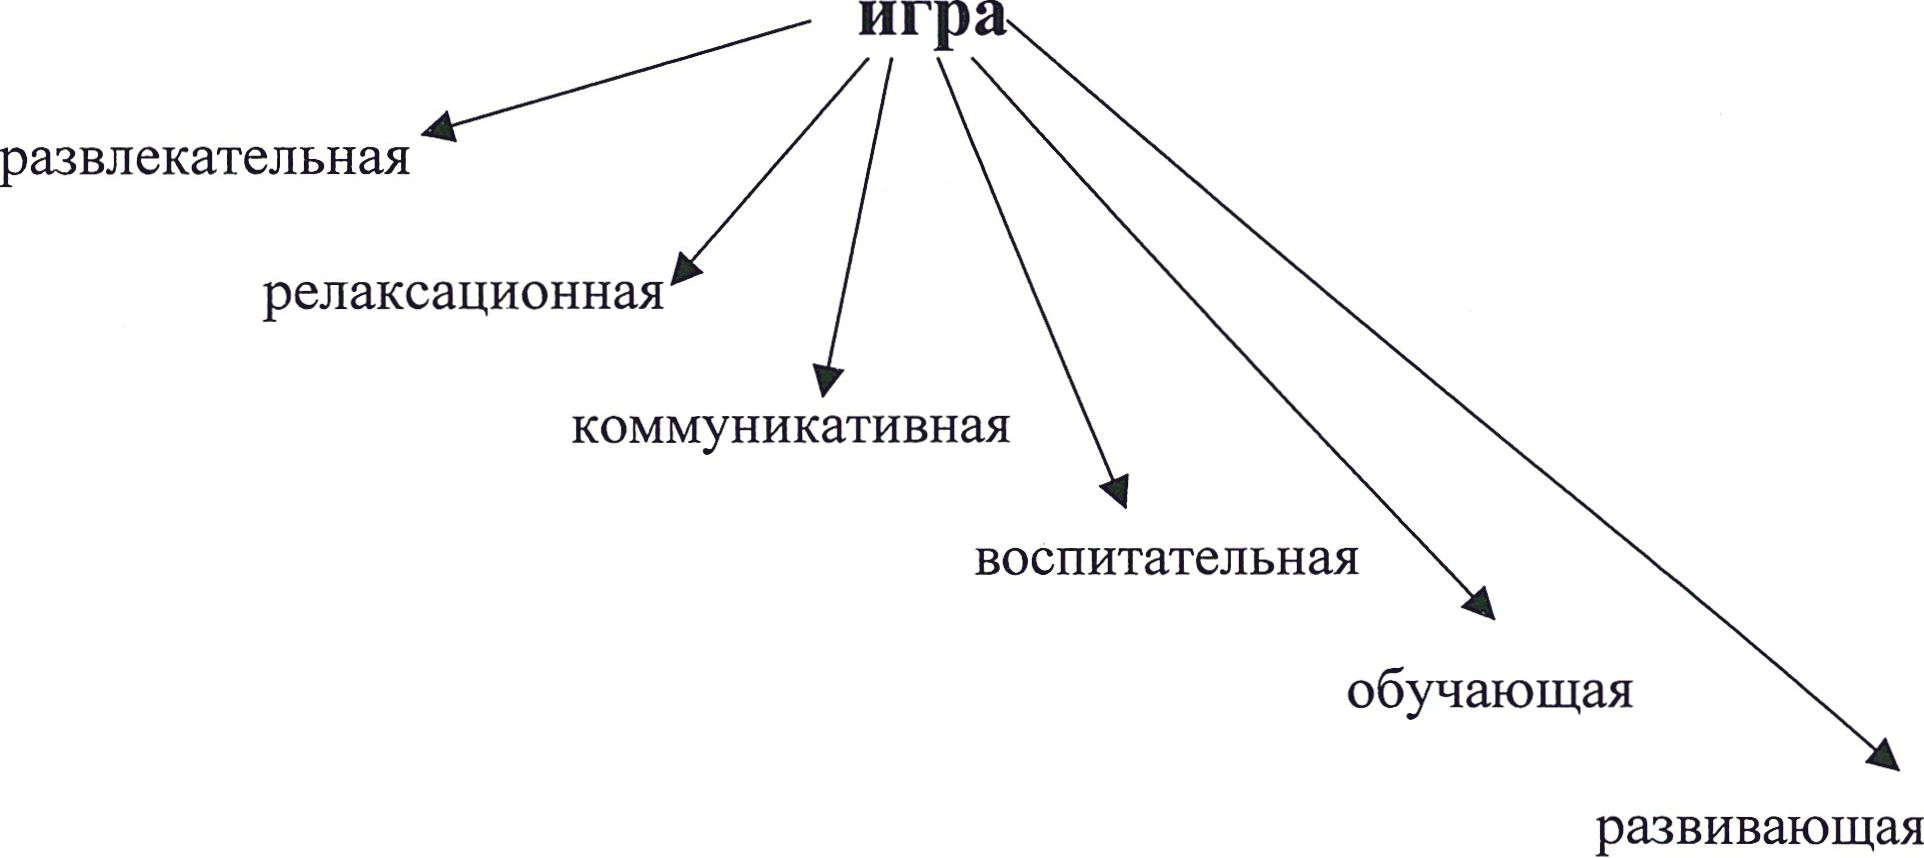 игра
развлекательная
релаксационная
коммуникативная
воспитательная
обучающая
развивающая